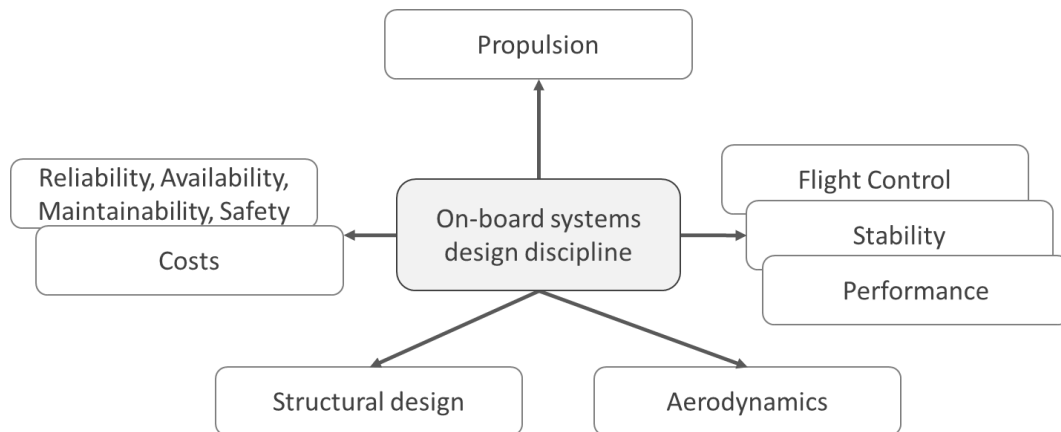 Propulsion
Reliability, Availability,
Maintainability, Safety
Costs
On-board systems
design discipline
Flight Control
Stability
Performance
Structural design
Aerodynamics